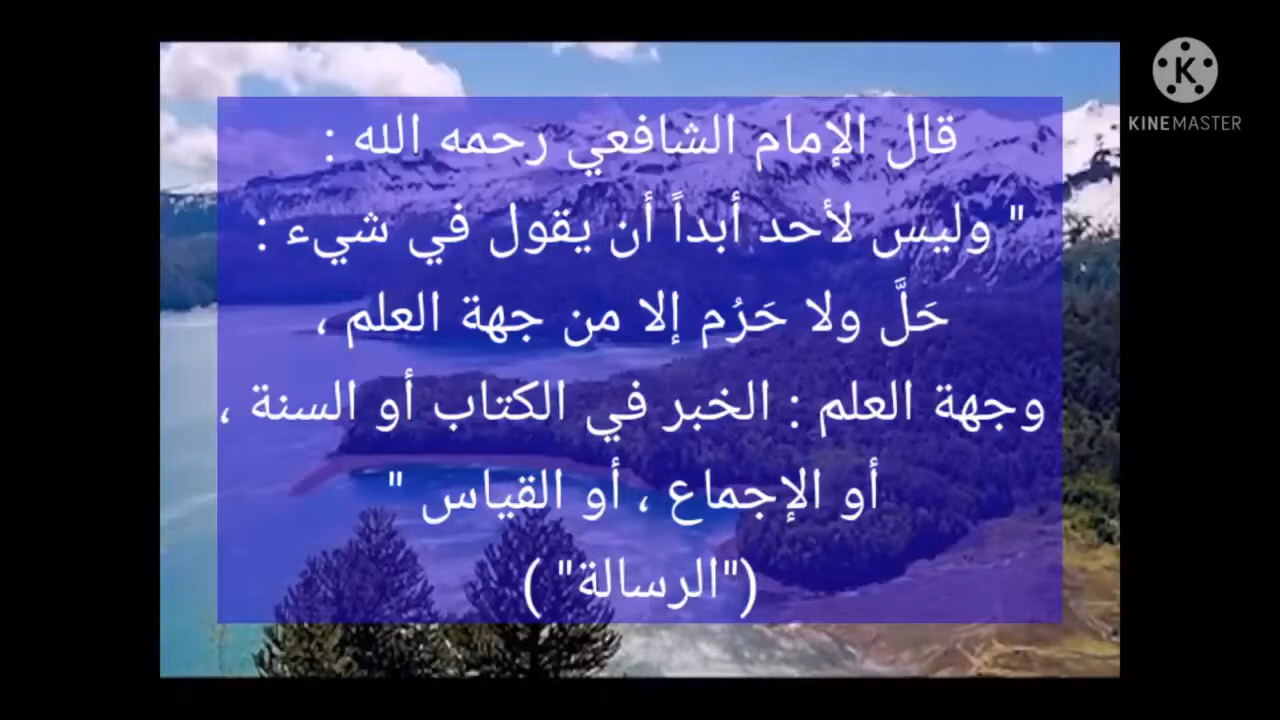 قال الإمام الشافعي رحمه الله :
" وليس لأحد أبداً أن يقول في شيء :
حَلَّ ولا حَرُم إلا من جهة العلم ،
وجهة العلم : الخبر في الكتاب أو السنة ،
أو الإجماع ، أو القياس "
("الرسالة" )
K
KINEMASTER